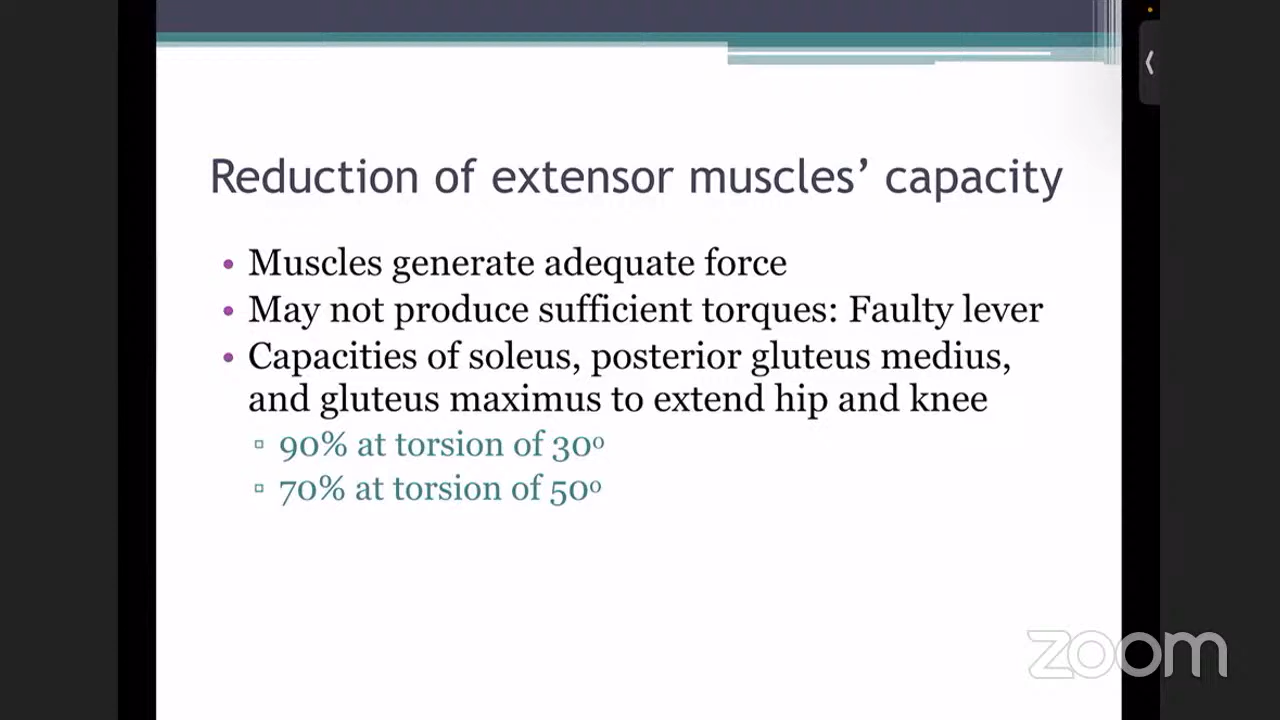 Reduction of extensor muscles’ capacity
• Muscles generate adequate force
• May not produce sufficient torques: Faulty lever
• Capacities of soleus, posterior gluteus medius,
and gluteus maximus to extend hip and knee
▫ 90% at torsion of 30º
▫ 70% at torsion of 50º
zoom